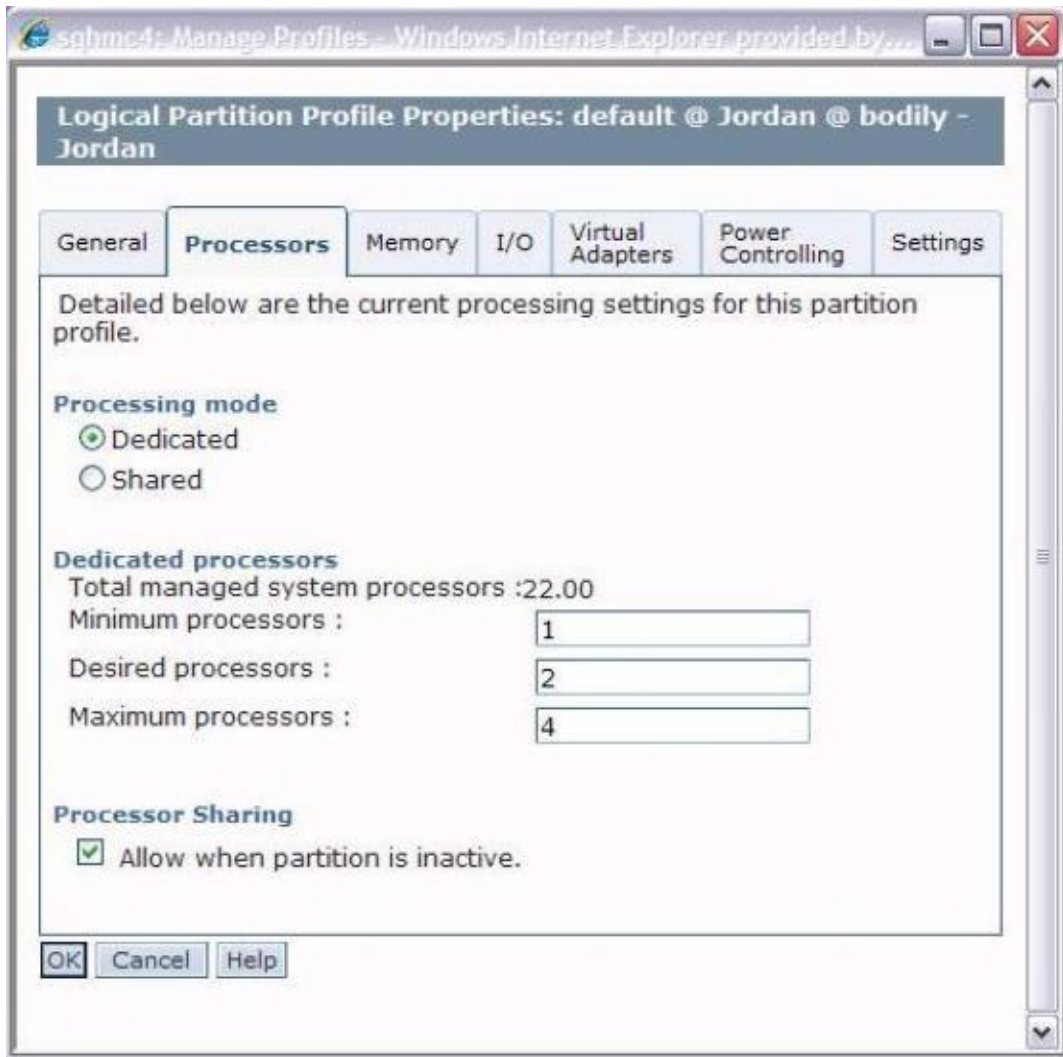 sqhmc4: Manage Profiles - Windows Internet Explorer provided by...
Logical Partition Profile Properties: default @ Jordan @ bodily -
Jordan
General Processors Memory I/O Virtual Adapters Power Controlling Settings
Detailed below are the current processing settings for this partition
profile.
Processing mode
Dedicated
Shared
Dedicated processors
Total managed system processors :22.00
Minimum processors : 1
Desired processors : 2
Maximum processors : 4
Processor Sharing
Allow when partition is inactive.
OK Cancel Help